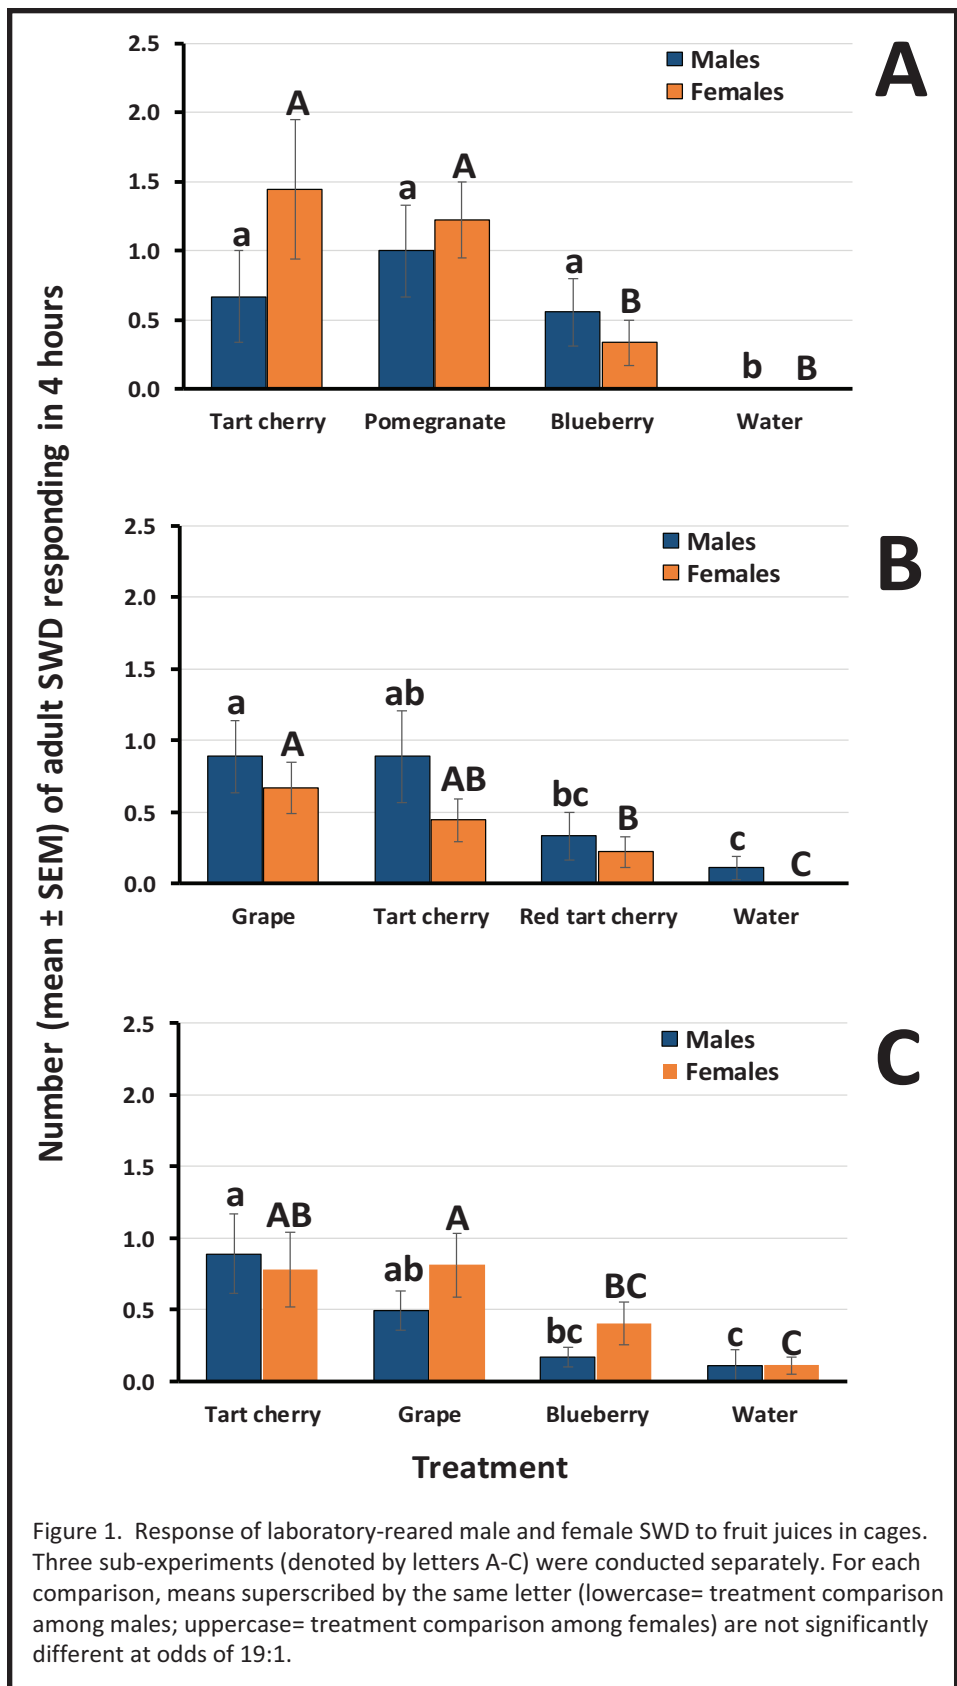 Number (mean ± SEM) of adult SWD responding in 4 hours
A
Males
Females
2.5
2.0
1.5
1.0
0.5
0.0
a
A
a
A
a
B
b
B
Tart cherry
Pomegranate
Blueberry
Water
B
Males
Females
2.5
2.0
1.5
1.0
0.5
0.0
a
A
ab
AB
bc
B
c
C
Grape
Tart cherry
Red tart cherry
Water
C
Males
Females
2.5
2.0
1.5
1.0
0.5
0.0
a
AB
ab
A
bc
BC
c
C
Tart cherry
Grape
Blueberry
Water
Treatment
Figure 1.  Response of laboratory-reared male and female SWD to fruit juices in cages.
Three sub-experiments (denoted by letters A-C) were conducted separately. For each
comparison, means superscribed by the same letter (lowercase= treatment comparison
among males; uppercase= treatment comparison among females) are not significantly
different at odds of 19:1.